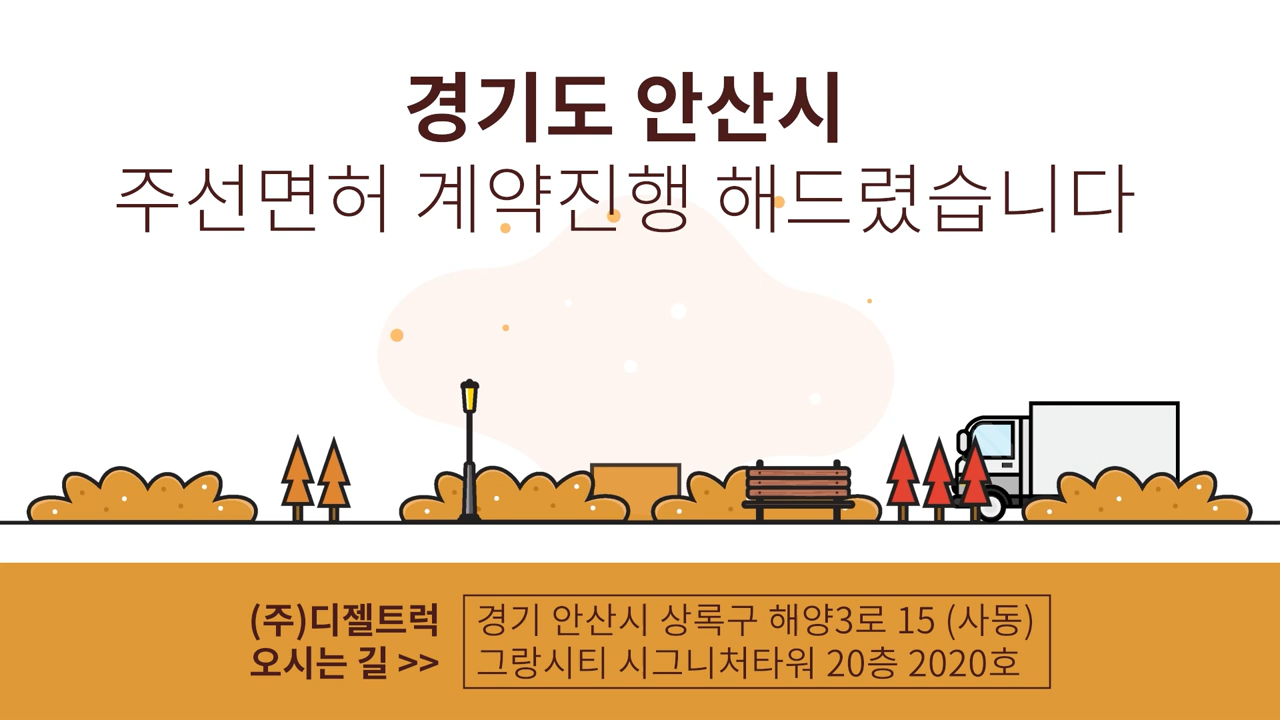 경기도 안산시
주선면허 계약진행 해드렸습니다
(주)디젤트럭
오시는 길 >>
경기 안산시 상록구 해양3로 15 (사동)
그랑시티 시그니처타워 20층 2020호